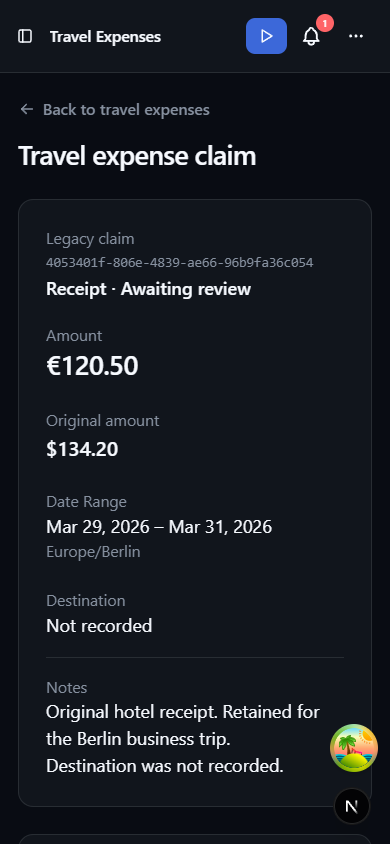 Travel Expenses
1
Back to travel expenses
Travel expense claim
Legacy claim
4053401f-806e-4839-ae66-96b9fa36c054
Receipt · Awaiting review
Amount
€120.50
Original amount
$134.20
Date Range
Mar 29, 2026 – Mar 31, 2026
Europe/Berlin
Destination
Not recorded
Notes
Original hotel receipt. Retained for
the Berlin business trip.
Destination was not recorded.
N